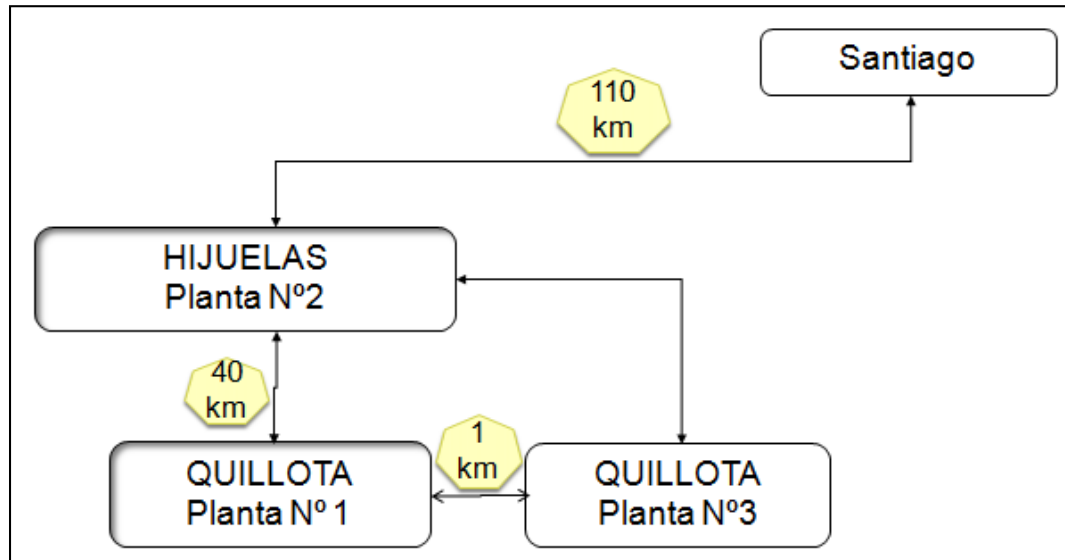 Santiago
110
km
HIJUELAS
Planta Nº2
40
km
QUILLOTA
Planta Nº 1
1
km
QUILLOTA
Planta Nº3